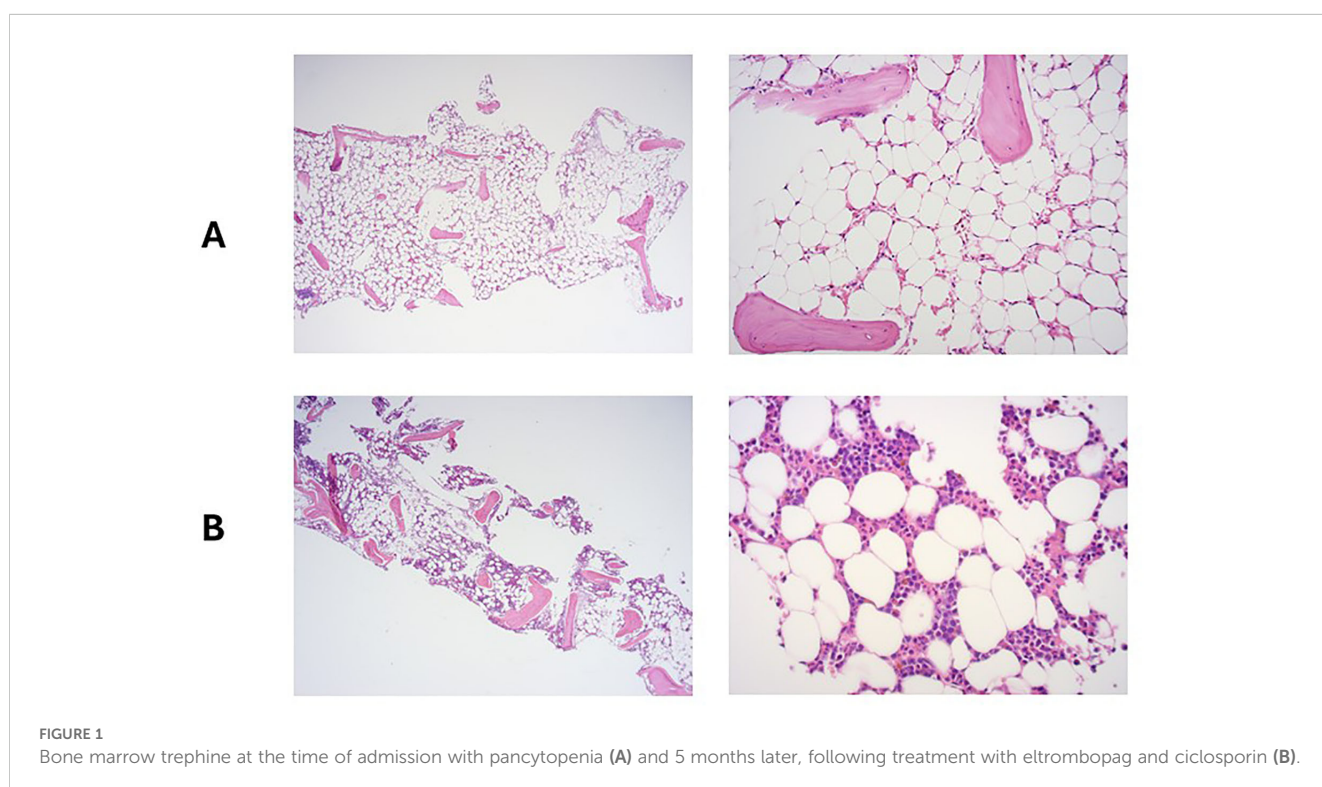 A
B
FIGURE 1
Bone marrow trephine at the time of admission with pancytopenia (A) and 5 months later, following treatment with eltrombopag and ciclosporin (B).